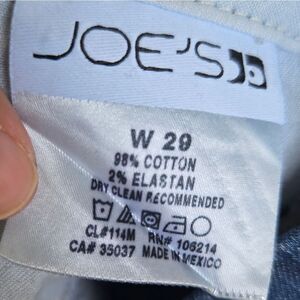 JOE'S
W 29
98% COTTON
2% ELASTAN
DRY CLEAN RECOMMENDED
CL#114M RN# 106214
CA# 35037 MADE IN MEXICO